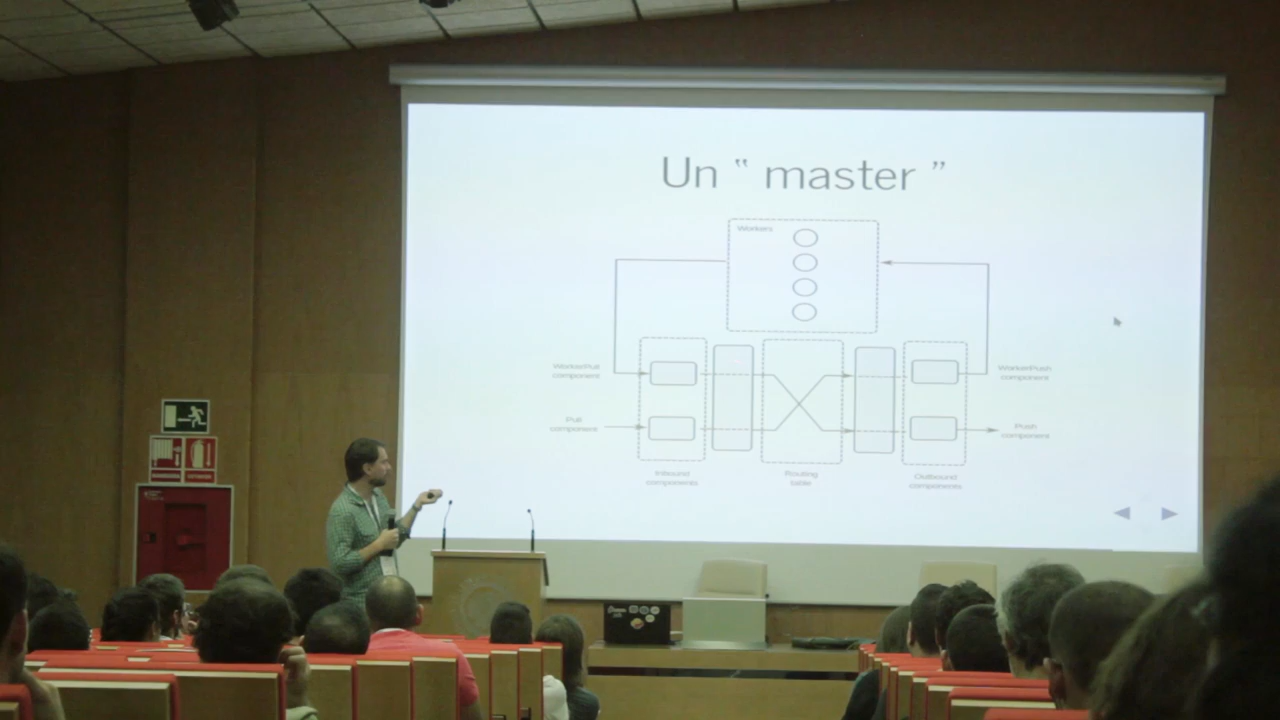 Un “ master ”
Workers
WorkerPull
component
WorkerPush
component
Pull
component
Push
component
Inbound
components
Routing
table
Outbound
components